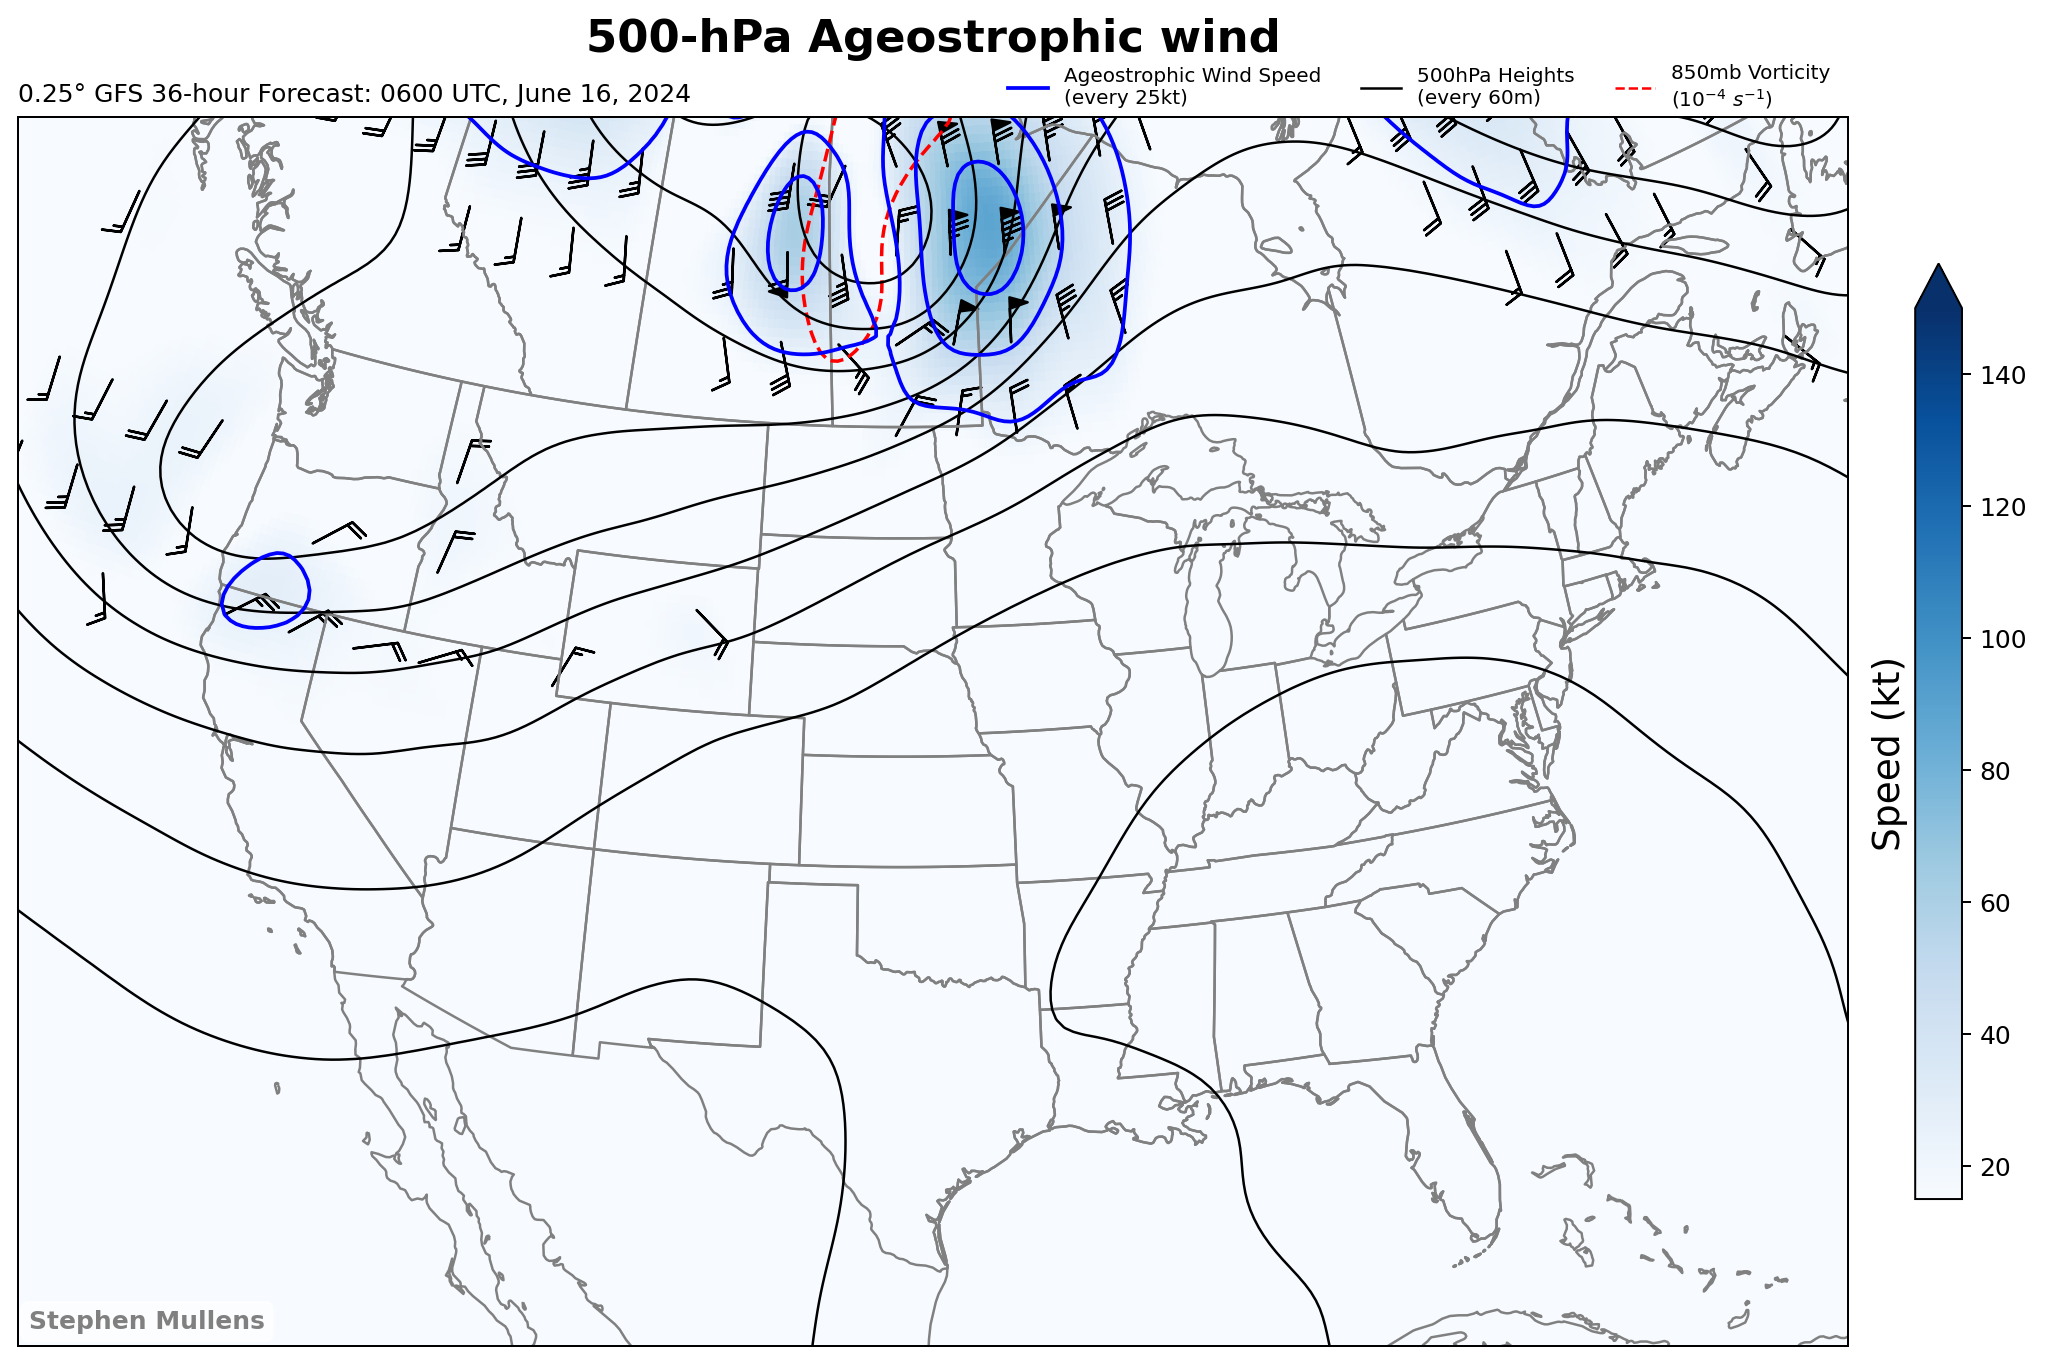 500-hPa Ageostrophic wind
0.25° GFS 36-hour Forecast: 0600 UTC, June 16, 2024
Ageostrophic Wind Speed
(every 25kt)
500hPa Heights
(every 60m)
850mb Vorticity
(10⁻⁴ s⁻¹)
140
120
100
80
60
40
20
Speed (kt)
Stephen Mullens